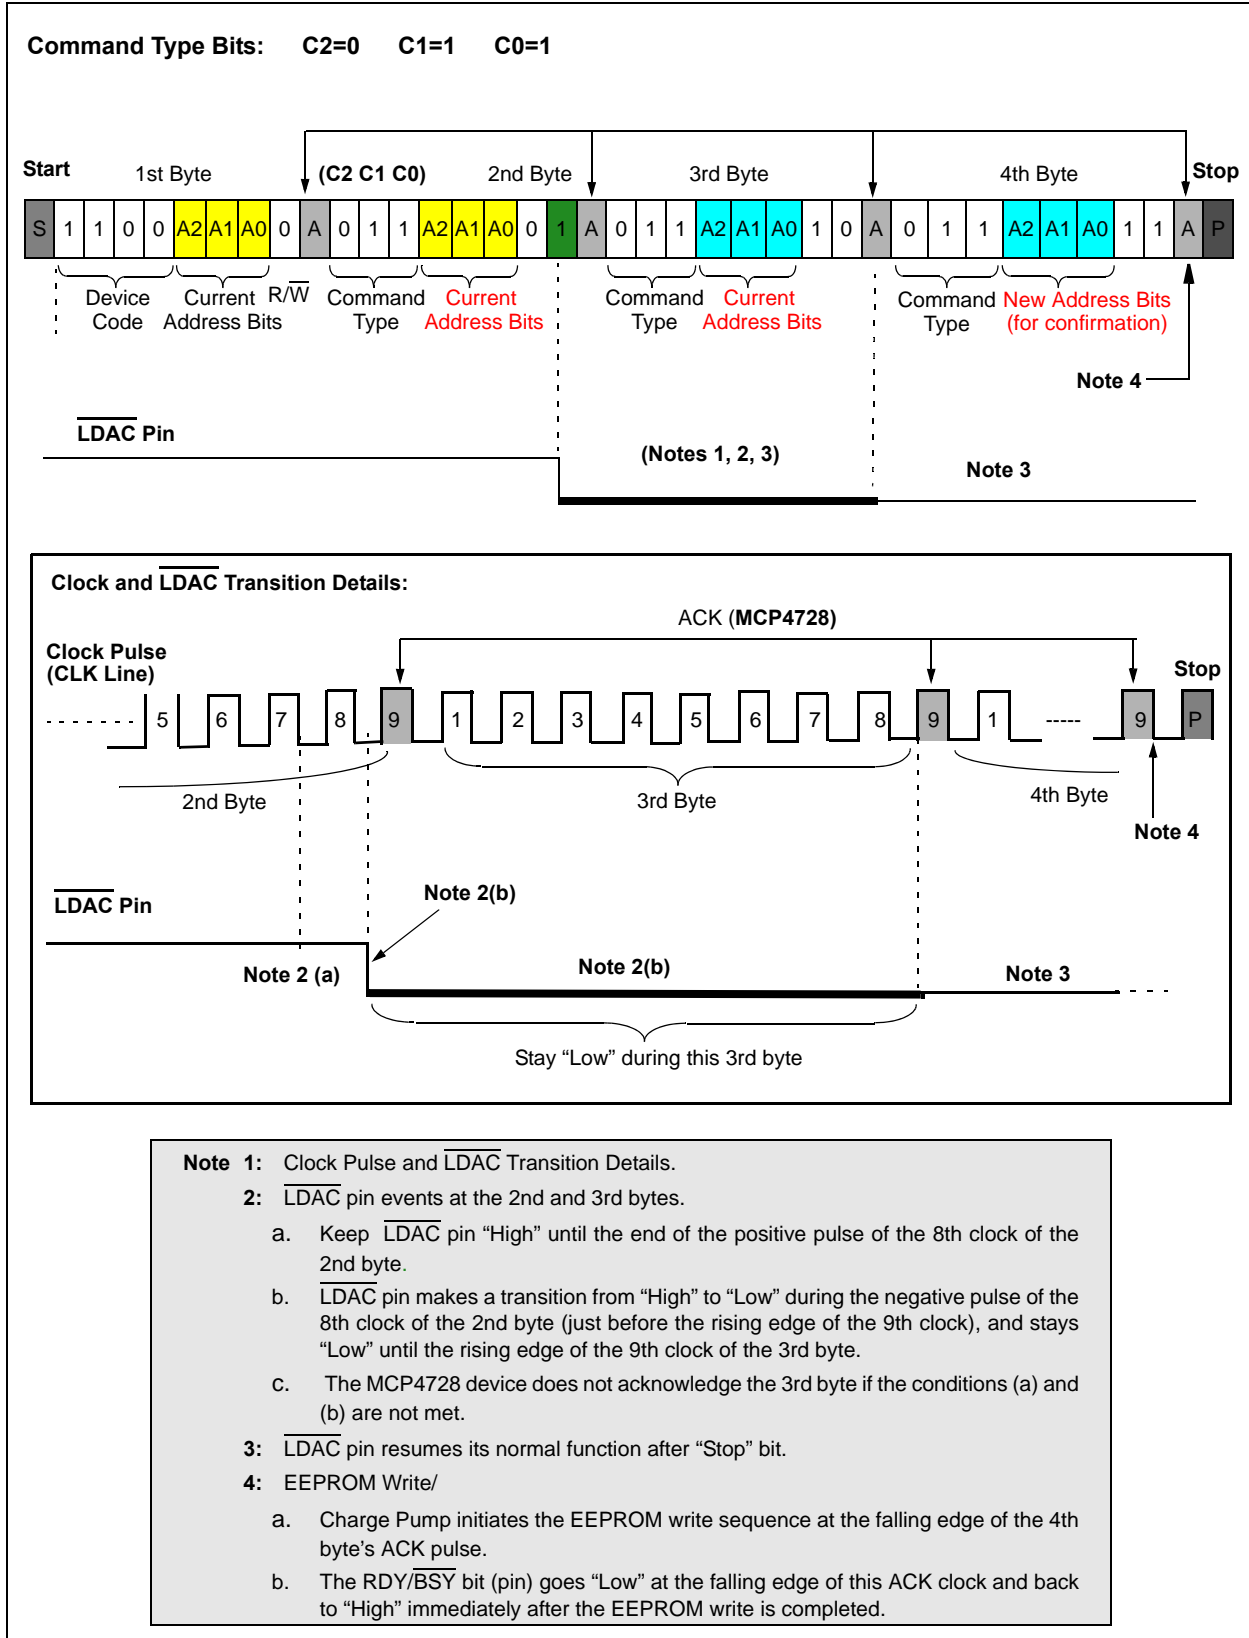 Command Type Bits: C2=0 C1=1 C0=1
Start 1st Byte (C2 C1 C0) 2nd Byte 3rd Byte 4th Byte Stop
S 1 1 0 0 A2 A1 A0 0 A 0 1 1 A2 A1 A0 0 1 A 0 1 1 A2 A1 A0 1 0 A 0 1 1 A2 A1 A0 1 1 A P
Device Code
Current Address Bits
R/W
Command Type
Current Address Bits
Command Type
Current Address Bits
Command Type
New Address Bits (for confirmation)
Note 4
LDAC Pin
(Notes 1, 2, 3)
Note 3
Clock and LDAC Transition Details:
ACK (MCP4728)
Clock Pulse
(CLK Line)
Stop
5 6 7 8 9 1 2 3 4 5 6 7 8 9 1 ----- 9 P
2nd Byte 3rd Byte 4th Byte
Note 4
Note 2(b)
LDAC Pin
Note 2 (a) Note 2(b) Note 3
Stay “Low” during this 3rd byte
Note 1: Clock Pulse and LDAC Transition Details.
2: LDAC pin events at the 2nd and 3rd bytes.
a. Keep LDAC pin “High” until the end of the positive pulse of the 8th clock of the
2nd byte.
b. LDAC pin makes a transition from “High” to “Low” during the negative pulse of the
8th clock of the 2nd byte (just before the rising edge of the 9th clock), and stays
“Low” until the rising edge of the 9th clock of the 3rd byte.
c. The MCP4728 device does not acknowledge the 3rd byte if the conditions (a) and
(b) are not met.
3: LDAC pin resumes its normal function after “Stop” bit.
4: EEPROM Write/
a. Charge Pump initiates the EEPROM write sequence at the falling edge of the 4th
byte’s ACK pulse.
b. The RDY/BSY bit (pin) goes “Low” at the falling edge of this ACK clock and back
to “High” immediately after the EEPROM write is completed.